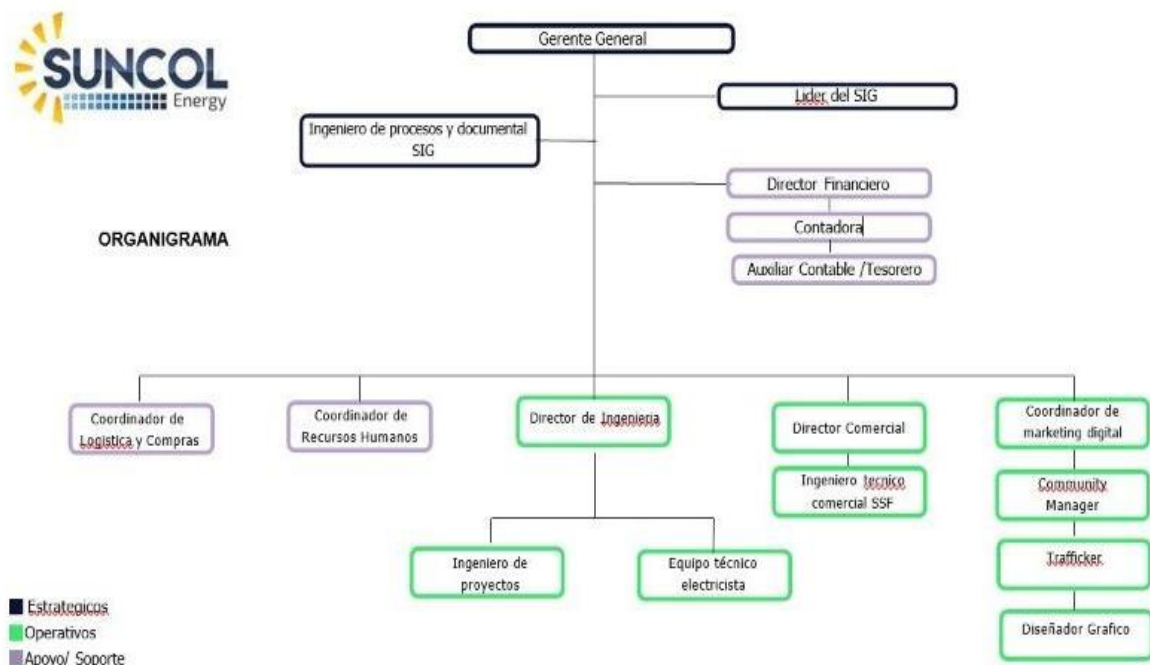 SUNCOL
Energy
Gerente General
Lider del SIG
Ingeniero de procesos y documental
SIG
Director Financiero
Contadora
Auxiliar Contable /Tesorero
ORGANIGRAMA
Coordinador de
Logistica y Compras
Coordinador de
Recursos Humanos
Director de Ingenieria
Director Comercial
Coordinador de
marketing digital
Ingeniero tecnico
comercial SSF
Community
Manager
Ingeniero de
proyectos
Equipo técnico
electricista
Trafficker
Diseñador Grafico
Estrategicos
Operativos
Apoyo/ Soporte